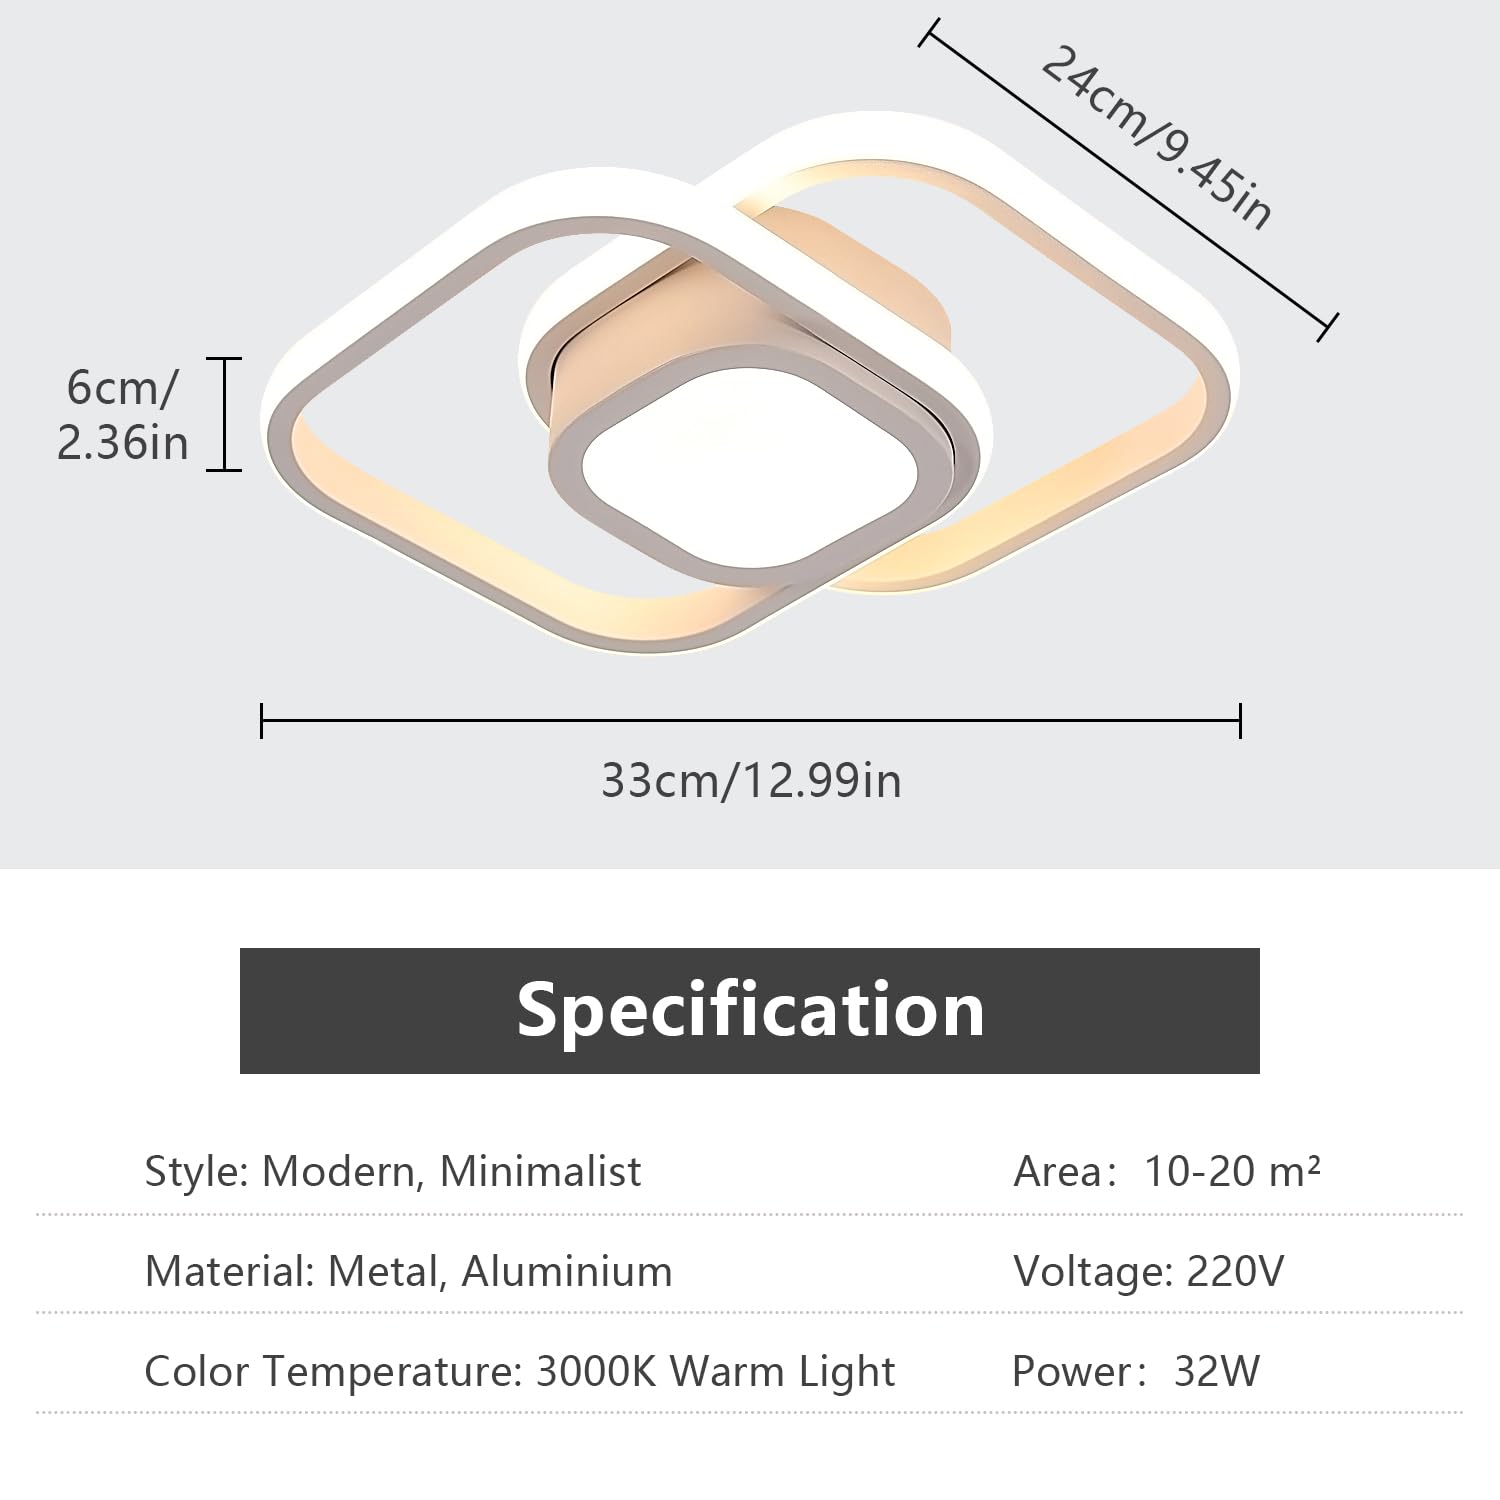 24cm/9.45in
6cm/
2.36in
33cm/12.99in
Specification
Style: Modern, Minimalist
Area: 10-20 m²
Material: Metal, Aluminium
Voltage: 220V
Color Temperature: 3000K Warm Light
Power: 32W